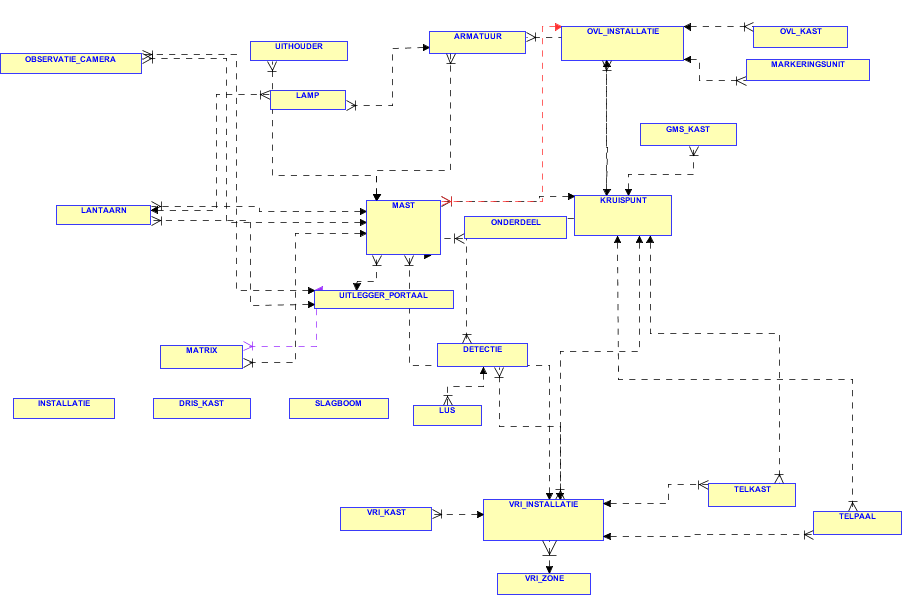 UITHOUDER
ARMATUUR
OVL_INSTALLATIE
OVL_KAST
OBSERVATIE_CAMERA
MARKERINGSUNIT
LAMP
GMS_KAST
LANTAARN
MAST
ONDERDEEL
KRUISPUNT
UITLEGGER_PORTAAL
MATRIX
DETECTIE
INSTALLATIE
DRIS_KAST
SLAGBOOM
LUS
TELKAST
VRI_KAST
VRI_INSTALLATIE
TELPAAL
VRI_ZONE